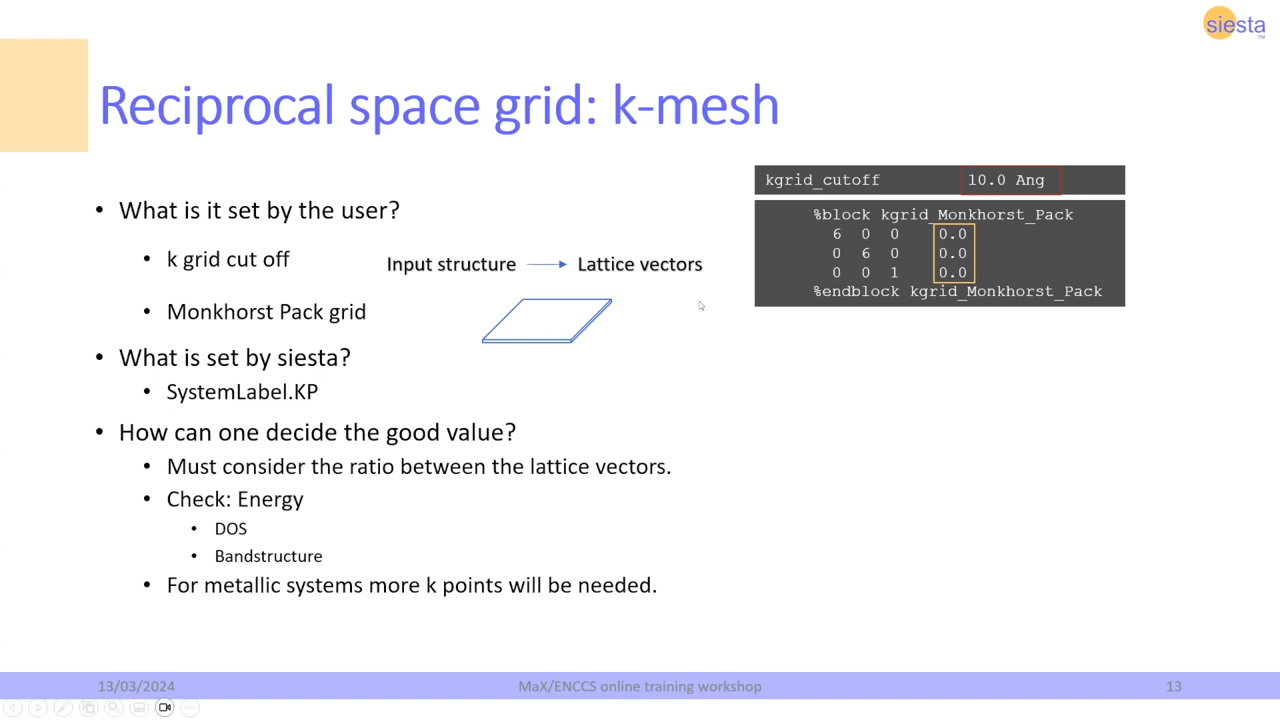 siesta
TM
Reciprocal space grid: k-mesh
• What is it set by the user?
• k grid cut off
• Monkhorst Pack grid
Input structure
Lattice vectors
kgrid_cutoff 10.0 Ang
%block kgrid_Monkhorst_Pack
6 0 0 0.0
0 6 0 0.0
0 0 1 0.0
%endblock kgrid_Monkhorst_Pack
• What is set by siesta?
• SystemLabel.KP
• How can one decide the good value?
• Must consider the ratio between the lattice vectors.
• Check: Energy
• DOS
• Bandstructure
• For metallic systems more k points will be needed.
13/03/2024
MaX/ENCCS online training workshop
13